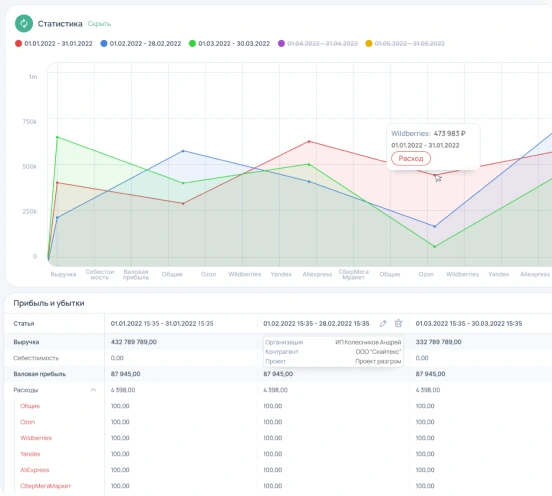 Статистика Скрыть
01.01.2022 - 31.01.2022 01.02.2022 - 28.02.2022 01.03.2022 - 30.03.2022 01.04.2022 - 31.04.2022 01.05.2022 - 31.05.2022
1m
750k
500k
250k
0
Wildberries: 473 983 ₽
01.01.2022 - 31.01.2022
Расход
Выручка Себестои мость Валовая прибыль Общие Ozon Wildberries Yandex Aliexpress СберМега Мракет Общие Ozon Wildberries Yandex Aliexpress
Прибыль и убытки
Статья 01.01.2022 15:35 - 31.01.2022 15:35 01.02.2022 15:35 - 28.02.2022 15:35 01.03.2022 15:35 - 30.03.2022 15:35
Выручка 432 789 789,00 332 789 789,00
Организация ИП Колесников Андрей
Контрагент ООО "Скайтекс"
Проект Проект разгром
Себестоимость 0,00 0,00
Валовая прибыль 87 945,00 87 945,00 87 945,00
Расходы 4 398,00 4 398,00 4 398,00
Общие 100,00 100,00 100,00
Ozon 100,00 100,00 100,00
Wildberries 100,00 100,00 100,00
Yandex 100,00 100,00 100,00
AliExpress 100,00 100,00 100,00
СберМегаМаркет 100,00 100,00 100,00